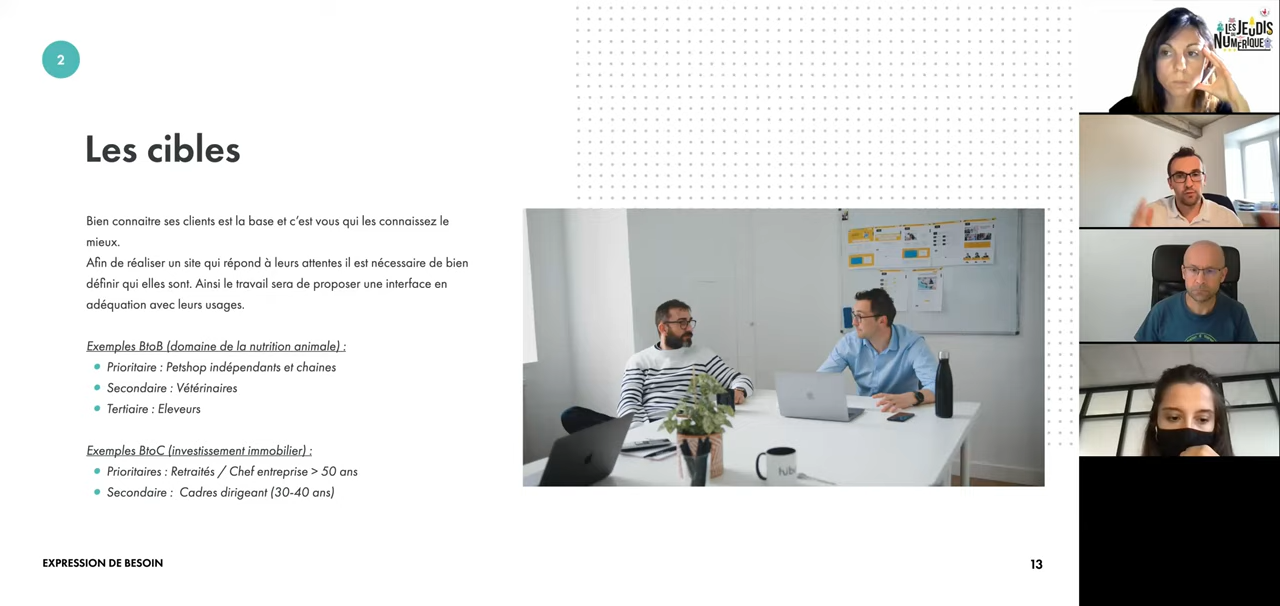 2
Les cibles
Bien connaitre ses clients est la base et c'est vous qui les connaissez le
mieux.
Afin de réaliser un site qui répond à leurs attentes il est nécessaire de bien
définir qui elles sont. Ainsi le travail sera de proposer une interface en
adéquation avec leurs usages.
Exemples BtoB (domaine de la nutrition animale) :
Prioritaire : Petshop indépendants et chaines
Secondaire : Vétérinaires
Tertiaire : Eleveurs
Exemples BtoC (investissement immobilier) :
Prioritaires : Retraités / Chef entreprise > 50 ans
Secondaire : Cadres dirigeant (30-40 ans)
EXPRESSION DE BESOIN
13
LES JEUDIS
NUMÉRIQUES